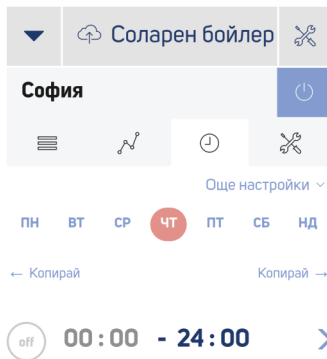 Соларен бойлер
София
Още настройки
ПН ВТ СР ЧТ ПТ СБ НД
← Копирай Копирай →
off 00 : 00 - 24 : 00